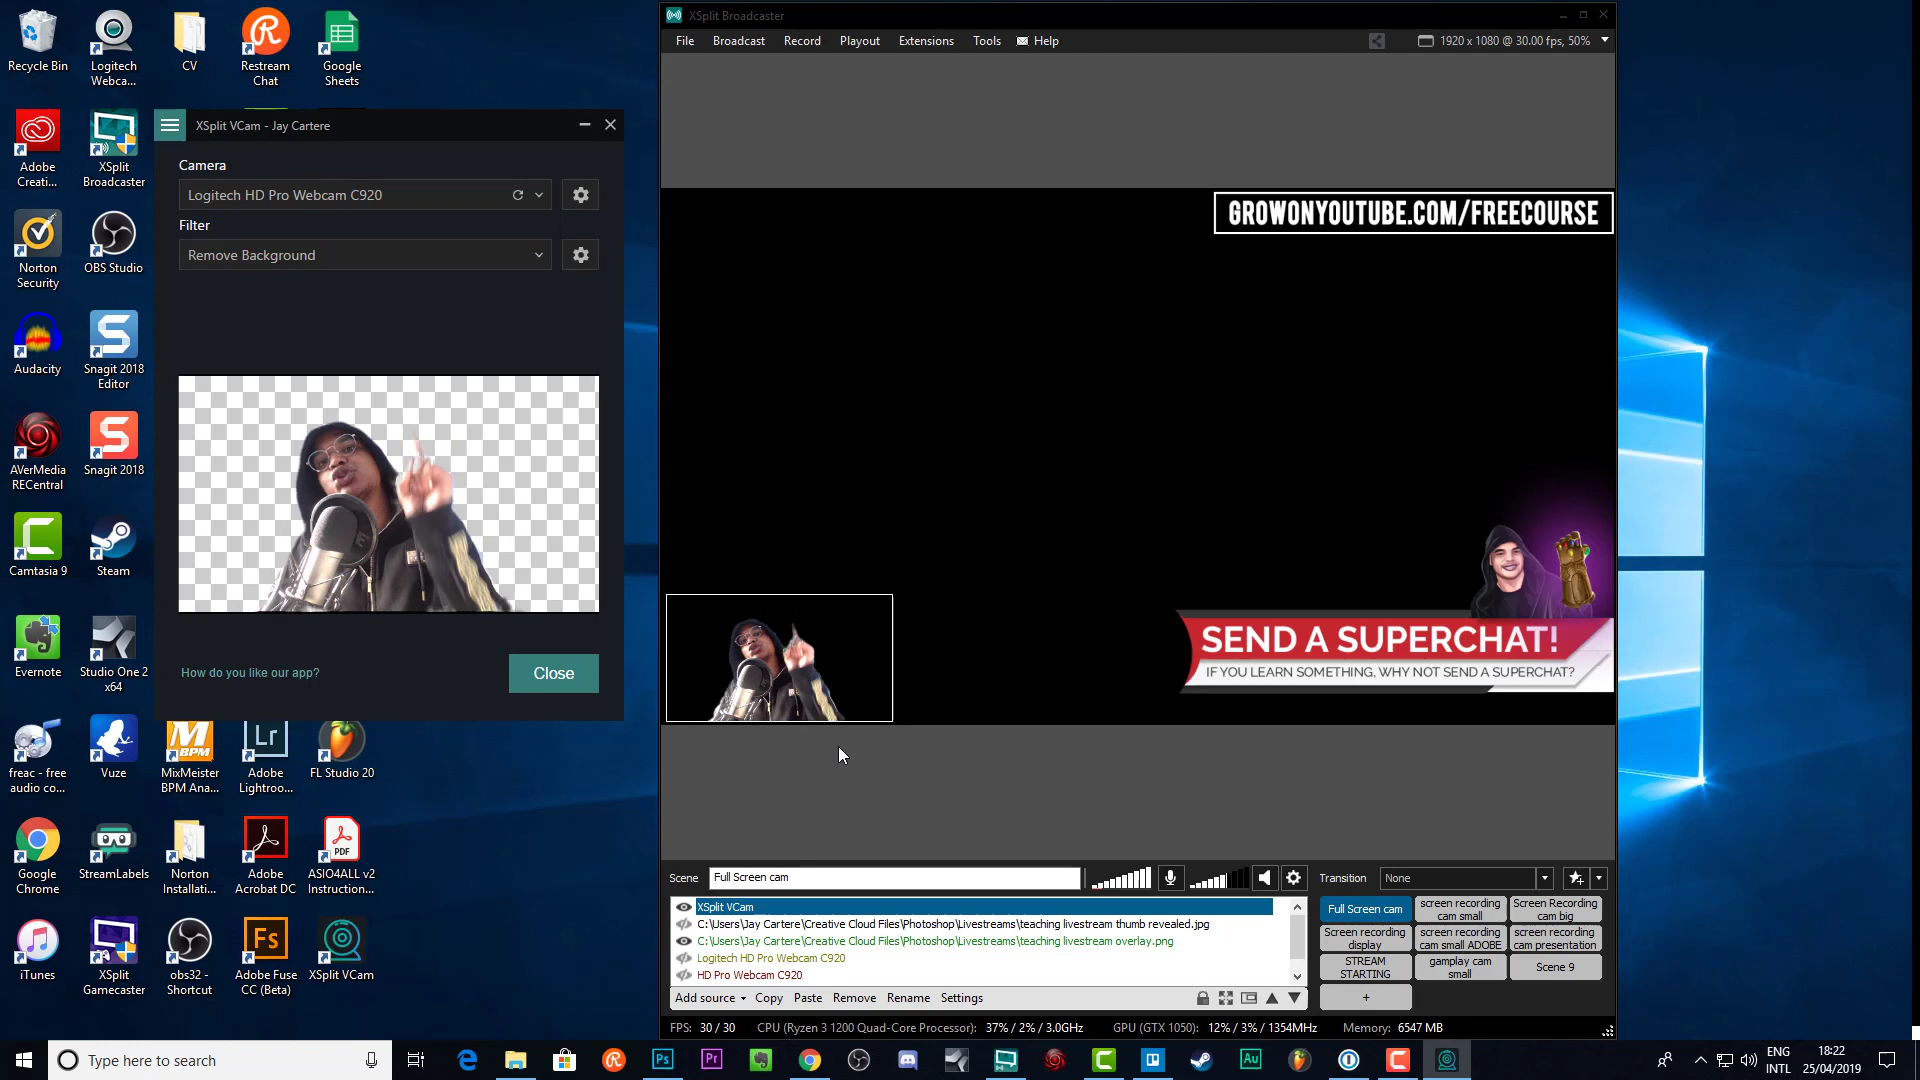 Recycle Bin
Logitech
Webca...
CV
Restream
Chat
Google
Sheets
Adobe
Creati...
XSplit
Broadcaster
Norton
Security
OBS Studio
Audacity
Snagit 2018
Editor
AVerMedia
RECentral
Snagit 2018
Camtasia 9
Steam
Evernote
Studio One 2
x64
freac - free
audio co...
Vuze
MixMeister
BPM Ana...
Adobe
Lightroo...
FL Studio 20
Google
Chrome
StreamLabels
Norton
Installati...
Adobe
Acrobat DC
ASIO4ALL v2
Instruction...
iTunes
XSplit
Gamecaster
obs32 -
Shortcut
Adobe Fuse
CC (Beta)
XSplit VCam
XSplit VCam - Jay Cartere
Camera
Logitech HD Pro Webcam C920
Filter
Remove Background
How do you like our app?
Close
XSplit Broadcaster
File Broadcast Record Playout Extensions Tools Help
1920 x 1080 @ 30.00 fps, 50%
GROWONYOUTUBE.COM/FREECOURSE
SEND A SUPERCHAT!
IF YOU LEARN SOMETHING, WHY NOT SEND A SUPERCHAT?
Scene
Full Screen cam
Transition
None
XSplit VCam
C:\Users\Jay Cartere\Creative Cloud Files\Photoshop\Livestreams\teaching livestream thumb revealed.jpg
C:\Users\Jay Cartere\Creative Cloud Files\Photoshop\Livestreams\teaching livestream overlay.png
Logitech HD Pro Webcam C920
HD Pro Webcam C920
Add source Copy Paste Remove Rename Settings
Full Screen cam
screen recording
cam small
Screen Recording
cam big
Screen recording
display
screen recording
cam small ADOBE
screen recording
cam presentation
STREAM
STARTING
gamplay cam
small
Scene 9
+
FPS: 30 / 30 CPU (Ryzen 3 1200 Quad-Core Processor): 37% / 2% / 3.0GHz GPU (GTX 1050): 12% / 3% / 1354MHz Memory: 6547 MB
Type here to search
ENG
INTL
18:22
25/04/2019